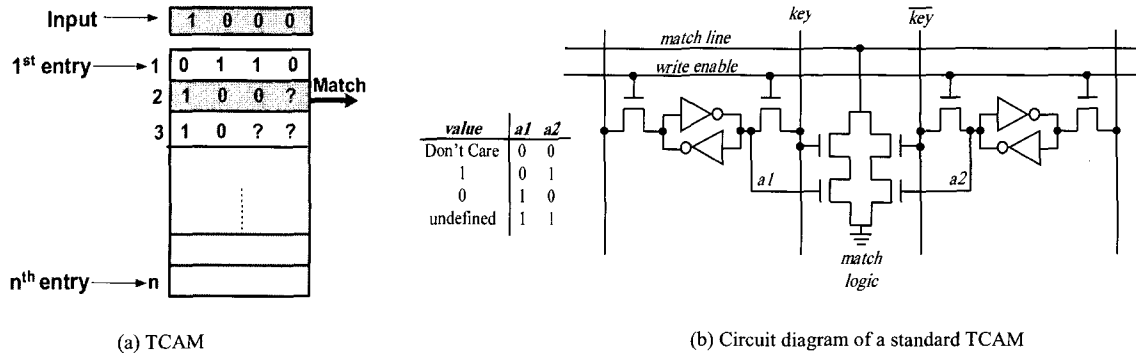 Input 1 0 0 0
1st entry 1 0 1 1 0
2 1 0 0 ? Match
3 1 0 ? ?
nth entry n
(a) TCAM
value a1 a2
Don't Care 0 0
1 0 1
0 1 0
undefined 1 1
key key
match line
write enable
a1 a2
match
logic
(b) Circuit diagram of a standard TCAM